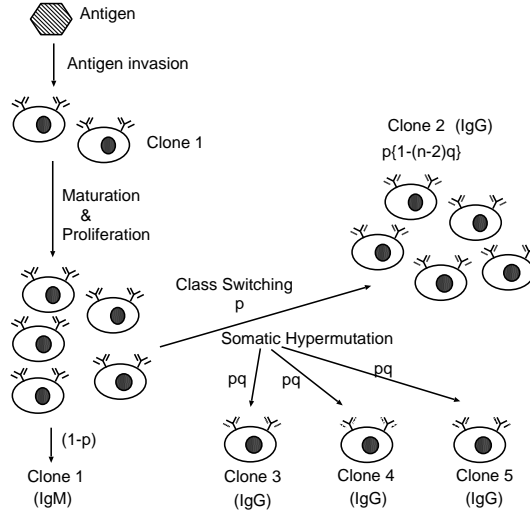 Antigen
Antigen invasion
Clone 1
Maturation
&
Proliferation
Clone 2 (IgG)
p{1-(n-2)q}
Class Switching
p
Somatic Hypermutation
pq
pq
pq
(1-p)
Clone 1
(IgM)
Clone 3
(IgG)
Clone 4
(IgG)
Clone 5
(IgG)